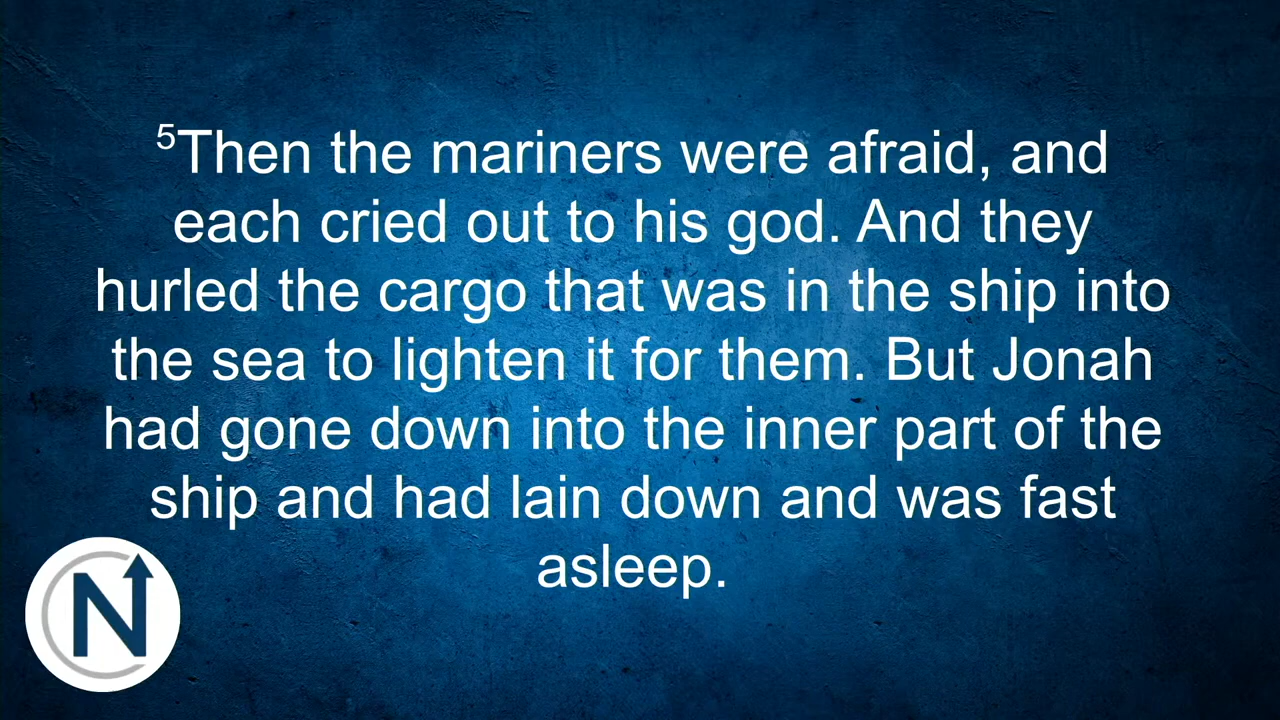 ⁵Then the mariners were afraid, and
each cried out to his god. And they
hurled the cargo that was in the ship into
the sea to lighten it for them. But Jonah
had gone down into the inner part of the
ship and had lain down and was fast
asleep.
N